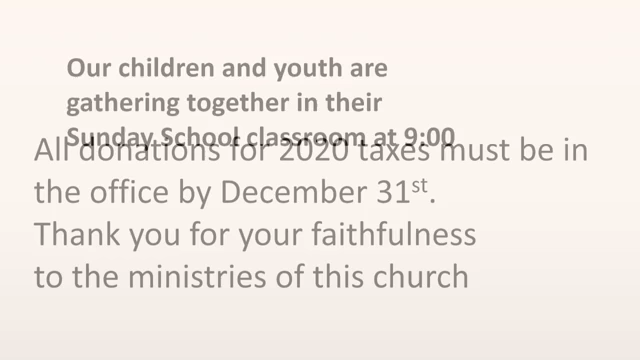 Our children and youth are
gathering together in their
Sunday School classroom at 9:00
All donations for 2020 taxes must be in
the office by December 31st.
Thank you for your faithfulness
to the ministries of this church